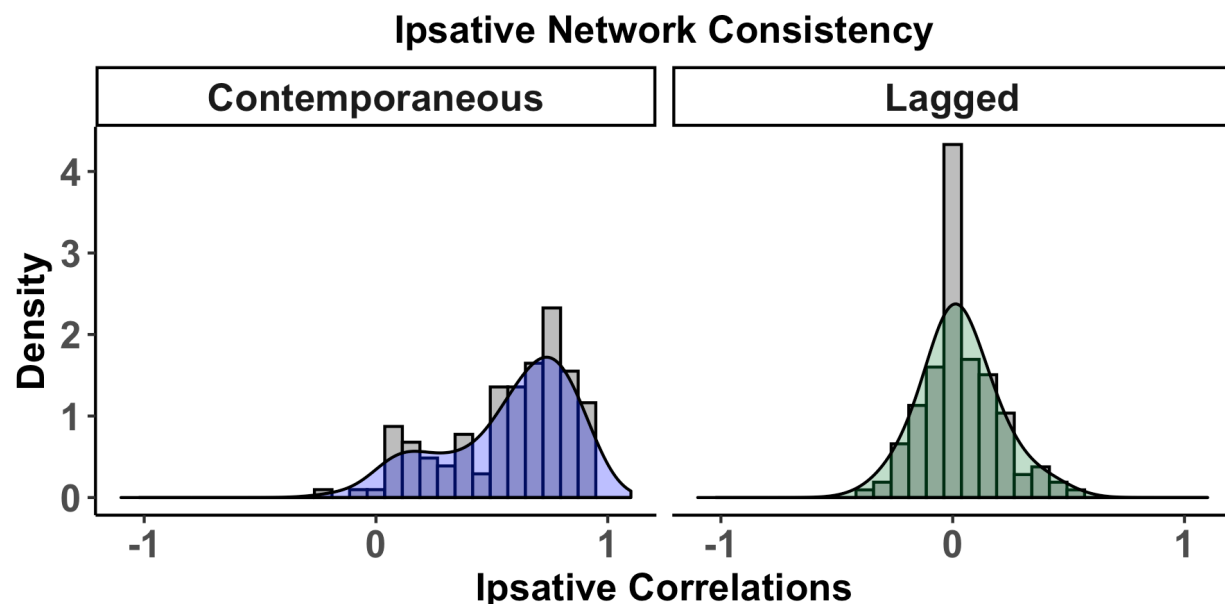 Ipsative Network Consistency
Contemporaneous Lagged
Density
4
3
2
1
0
-1 0 1 -1 0 1
Ipsative Correlations